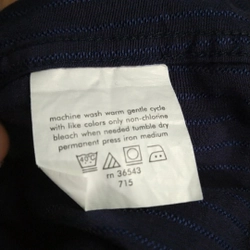 machine wash warm gentle cycle
with like colors only non-chlorine
bleach when needed tumble dry
permanent press iron medium
40°C
rn 36543
715